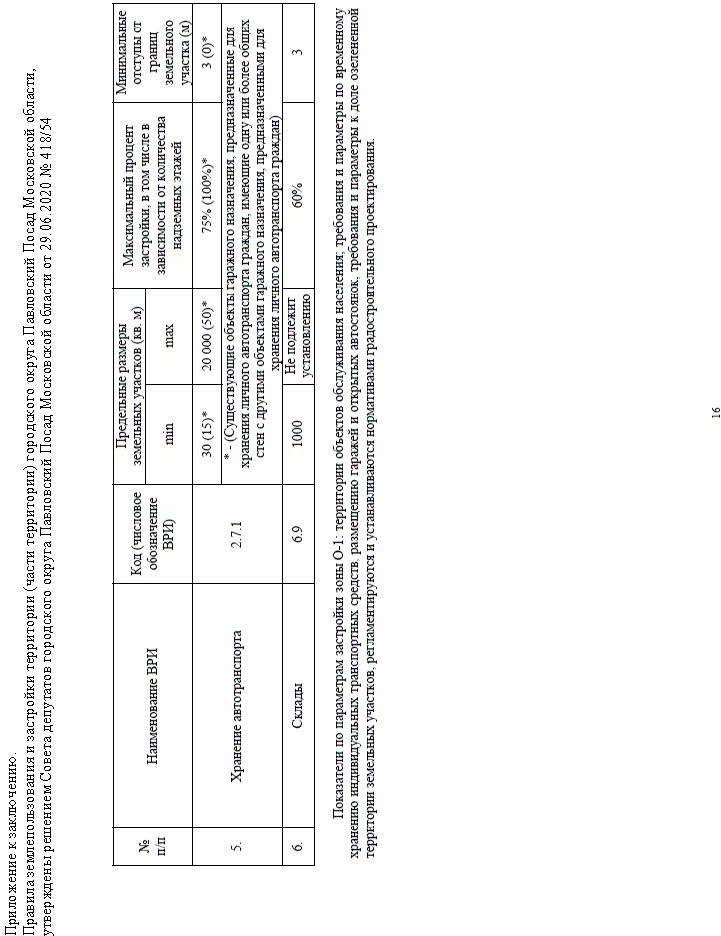 Приложение к заключению.
Правила землепользования и застройки территории (части территории) городского округа Павловский Посад Московской области,
утверждены решением Совета депутатов городского округа Павловский Посад Московской области от 29.06.2020 № 418/54
№
п/п
Наименование ВРИ
Код (числовое
обозначение
ВРИ)
Предельные размеры
земельных участков (кв. м)
min
max
Максимальный процент
застройки, в том числе в
зависимости от количества
надземных этажей
Минимальные
отступы от
границ
земельного
участка (м)
5.
Хранение автотранспорта
2.7.1
30 (15)*
20 000 (50)*
75% (100%)*
3 (0)*
* - (Существующие объекты гаражного назначения, предназначенные для
хранения личного автотранспорта граждан, имеющие одну или более общих
стен с другими объектами гаражного назначения, предназначенными для
хранения личного автотранспорта граждан)
6.
Склады
6.9
1000
Не подлежит
установлению
60%
3
Показатели по параметрам застройки зоны О-1: территории объектов обслуживания населения; требования и параметры по временному
хранению индивидуальных транспортных средств, размещению гаражей и открытых автостоянок, требования и параметры к доле озелененной
территории земельных участков, регламентируются и устанавливаются нормативами градостроительного проектирования.
16